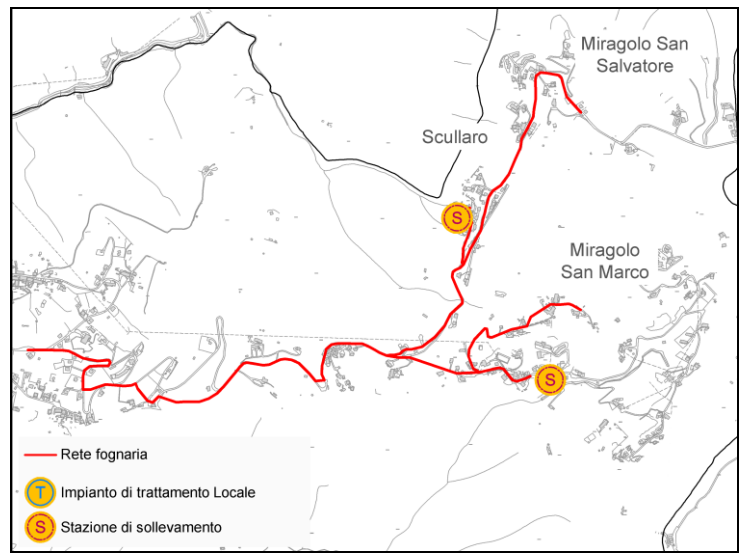 Miragolo San
Salvatore
Scullaro
S
Miragolo
San Marco
S
Rete fognaria
T Impianto di trattamento Locale
S Stazione di sollevamento